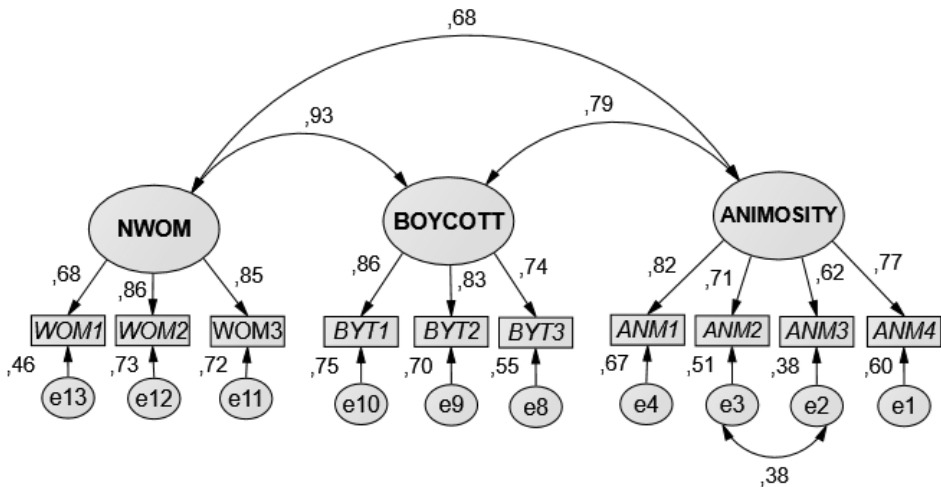 ,68
,93
,79
NWOM
BOYCOTT
ANIMOSITY
,68
,86
,85
,86
,83
,74
,82
,71
,62
,77
WOM1
WOM2
WOM3
BYT1
BYT2
BYT3
ANM1
ANM2
ANM3
ANM4
,46
,73
,72
,75
,70
,55
,67
,51
,38
,60
e13
e12
e11
e10
e9
e8
e4
e3
e2
e1
,38